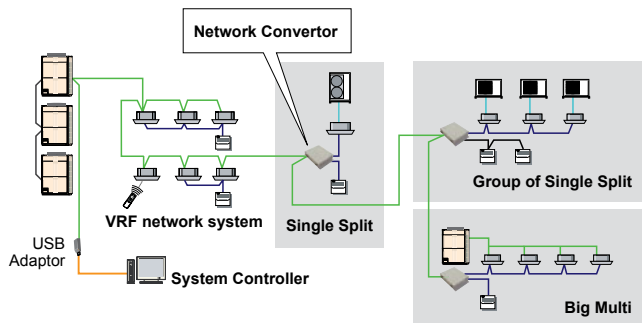 Network Convertor
VRF network system
Single Split
Group of Single Split
USB
Adaptor
System Controller
Big Multi